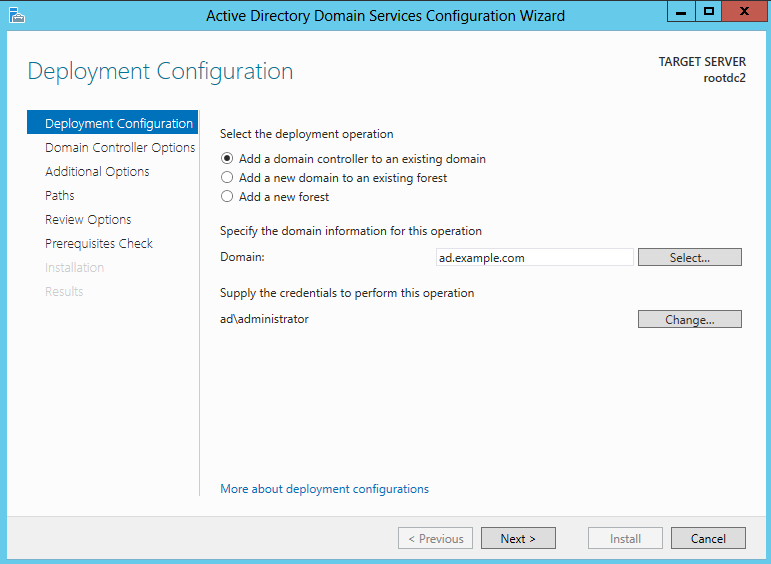 Active Directory Domain Services Configuration Wizard
Deployment Configuration
TARGET SERVER
rootdc2
Deployment Configuration
Domain Controller Options
Additional Options
Paths
Review Options
Prerequisites Check
Installation
Results
Select the deployment operation
Add a domain controller to an existing domain
Add a new domain to an existing forest
Add a new forest
Specify the domain information for this operation
Domain: ad.example.com Select...
Supply the credentials to perform this operation
ad\administrator Change...
More about deployment configurations
< Previous Next > Install Cancel